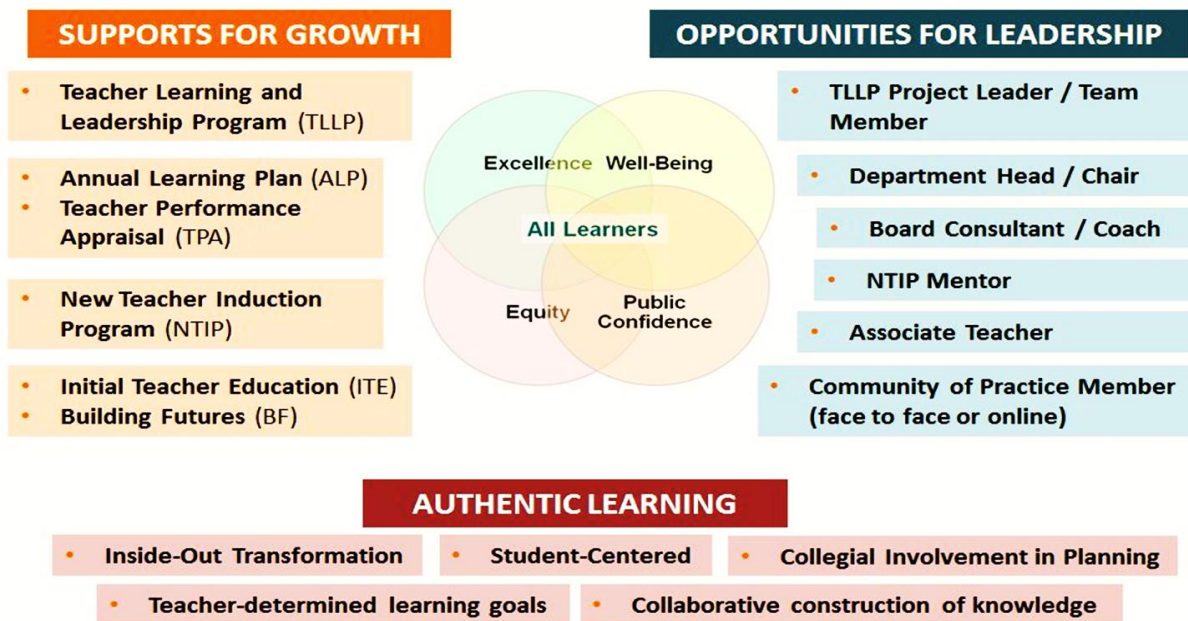 SUPPORTS FOR GROWTH
• Teacher Learning and
Leadership Program (TLLP)
• Annual Learning Plan (ALP)
• Teacher Performance
Appraisal (TPA)
• New Teacher Induction
Program (NTIP)
• Initial Teacher Education (ITE)
• Building Futures (BF)
Excellence
Well-Being
All Learners
Equity
Public
Confidence
OPPORTUNITIES FOR LEADERSHIP
• TLLP Project Leader / Team
Member
• Department Head / Chair
• Board Consultant / Coach
• NTIP Mentor
• Associate Teacher
• Community of Practice Member
(face to face or online)
AUTHENTIC LEARNING
• Inside-Out Transformation
• Student-Centered
• Collegial Involvement in Planning
• Teacher-determined learning goals
• Collaborative construction of knowledge